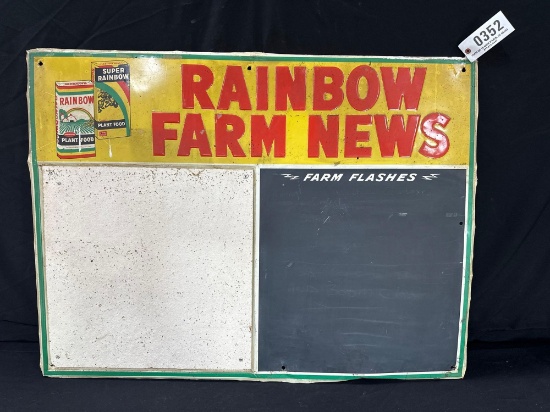 RAINBOW
FARM NEWS
SUPER
RAINBOW
PLANT FOOD
RAINBOW
PLANT FOOD
FARM FLASHES
0352